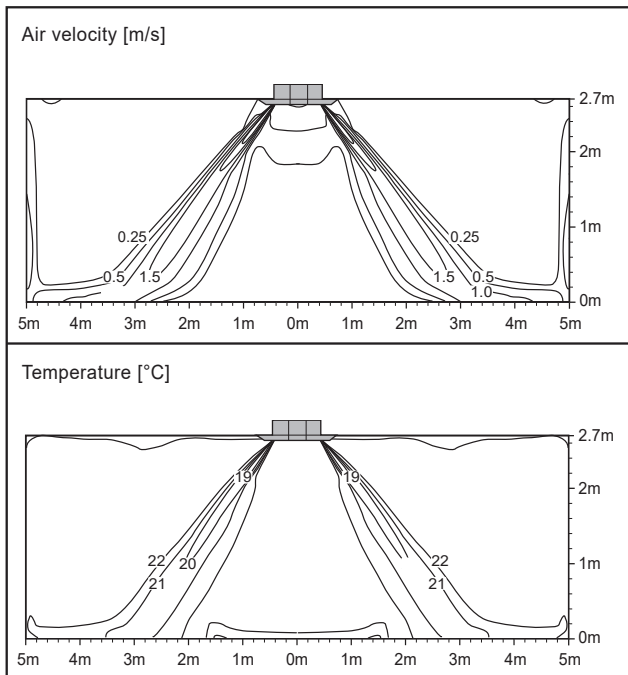 Air velocity [m/s]
2.7m
2m
0.25 0.25
1m
0.5 1.5 1.5 0.5
1.0
0m
5m 4m 3m 2m 1m 0m 1m 2m 3m 4m 5m
Temperature [°C]
2.7m
19 19
2m
22 20 22
1m
21 21
0m
5m 4m 3m 2m 1m 0m 1m 2m 3m 4m 5m